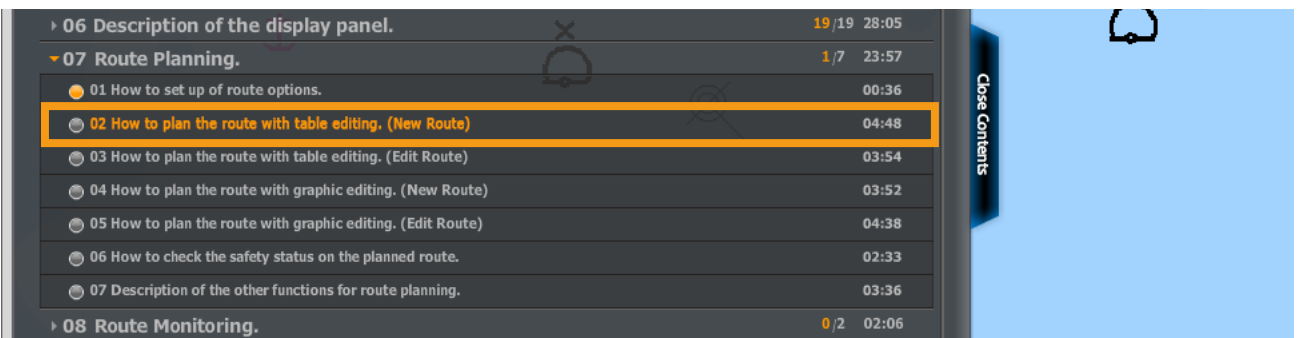 06 Description of the display panel. 19/19 28:05
07 Route Planning. 1/7 23:57
01 How to set up of route options. 00:36
02 How to plan the route with table editing. (New Route) 04:48
03 How to plan the route with table editing. (Edit Route) 03:54
04 How to plan the route with graphic editing. (New Route) 03:52
05 How to plan the route with graphic editing. (Edit Route) 04:38
06 How to check the safety status on the planned route. 02:33
07 Description of the other functions for route planning. 03:36
08 Route Monitoring. 0/2 02:06
Close Contents